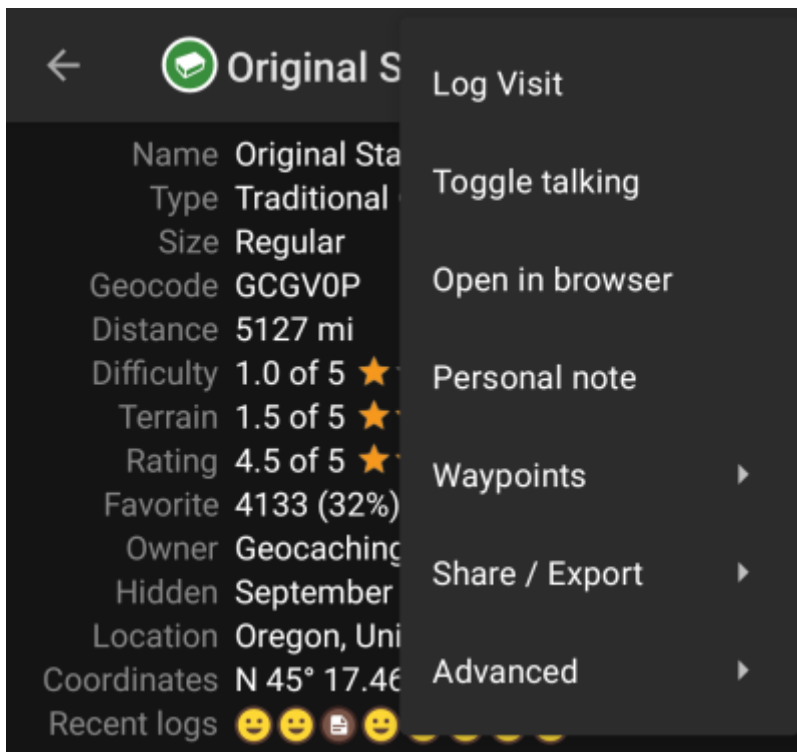 Original S
Name Original Sta
Type Traditional
Size Regular
Geocode GCGV0P
Distance 5127 mi
Difficulty 1.0 of 5
Terrain 1.5 of 5
Rating 4.5 of 5
Favorite 4133 (32%)
Owner Geocaching
Hidden September
Location Oregon, Uni
Coordinates N 45° 17.46
Recent logs
Log Visit
Toggle talking
Open in browser
Personal note
Waypoints
Share / Export
Advanced